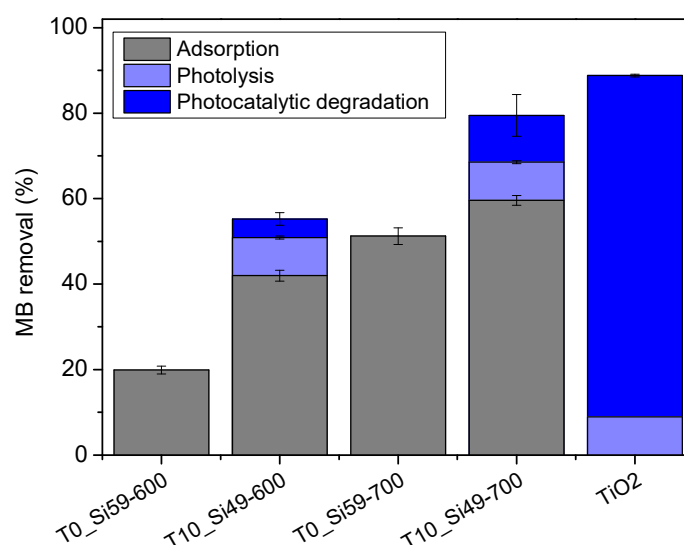 100
80
60
40
20
0
MB removal (%)
Adsorption
Photolysis
Photocatalytic degradation
T0_Si59-600
T10_Si49-600
T0_Si59-700
T10_Si49-700
TiO2